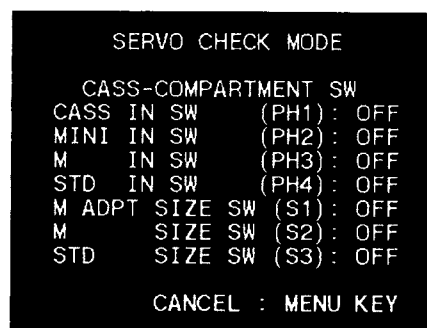 SERVO CHECK MODE
CASS-COMPARTMENT SW
CASS IN SW (PH1): OFF
MINI IN SW (PH2): OFF
M IN SW (PH3): OFF
STD IN SW (PH4): OFF
M ADPT SIZE SW (S1): OFF
M SIZE SW (S2): OFF
STD SIZE SW (S3): OFF
CANCEL : MENU KEY